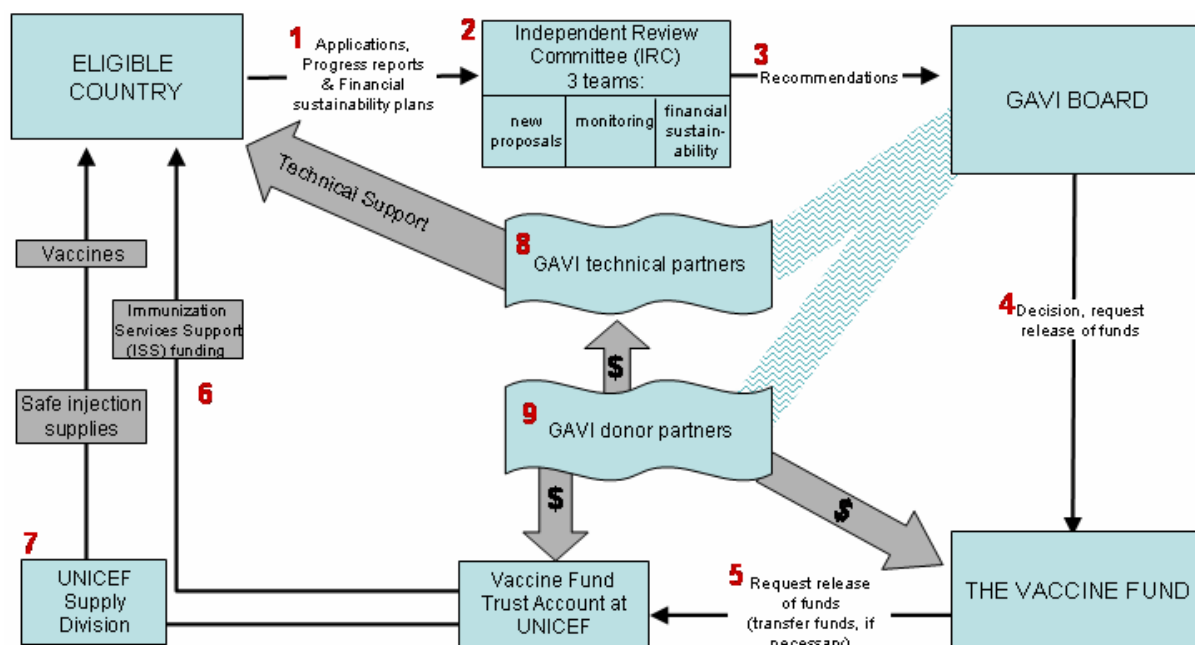 1
Applications,
Progress reports
& Financial
sustainability plans
2
Independent Review
Committee (IRC)
3 teams:
new
proposals
monitoring
financial
sustain-
ability
3
Recommendations
ELIGIBLE
COUNTRY
GAVI BOARD
Technical Support
8
GAVI technical partners
Vaccines
Immunization
Services Support
(ISS) funding
4
Decision, request
release of funds
$
6
Safe injection
supplies
9
GAVI donor partners
$
$
7
UNICEF
Supply
Division
Vaccine Fund
Trust Account at
UNICEF
5
Request release
of funds
(transfer funds, if
necessary)
THE VACCINE FUND